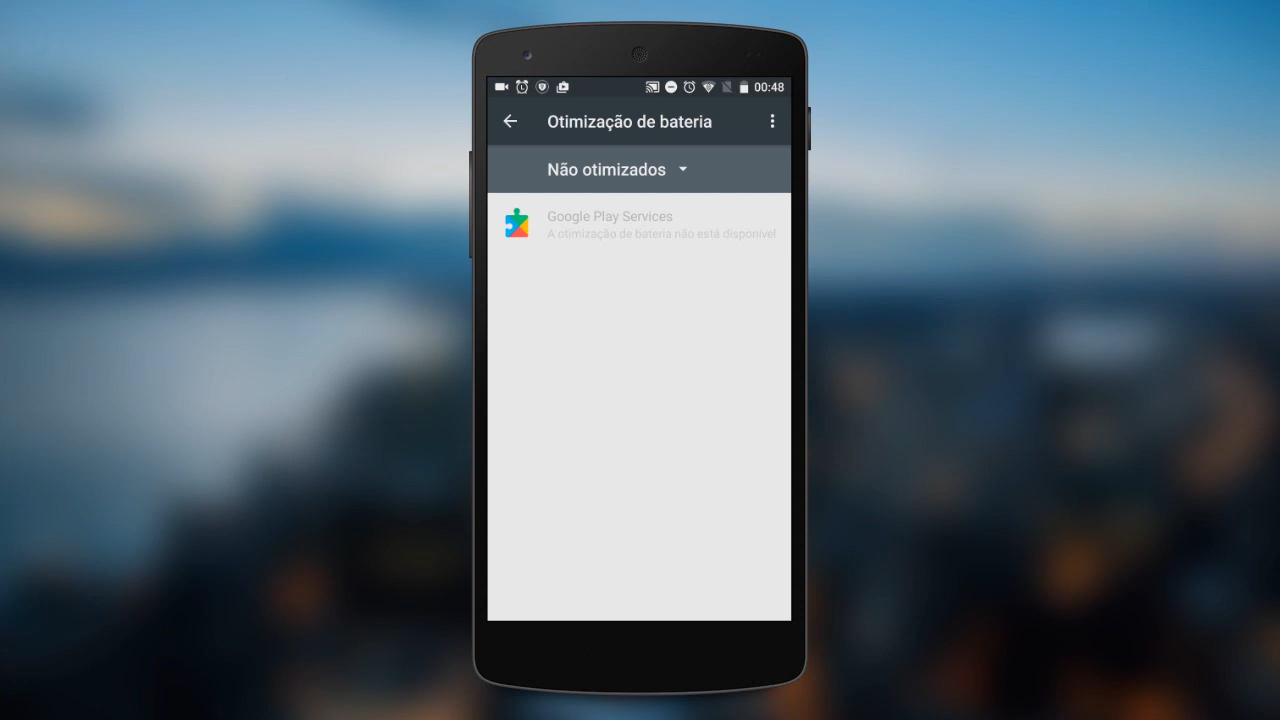 00:48
Otimização de bateria
Não otimizados
Google Play Services
A otimização de bateria não está disponível